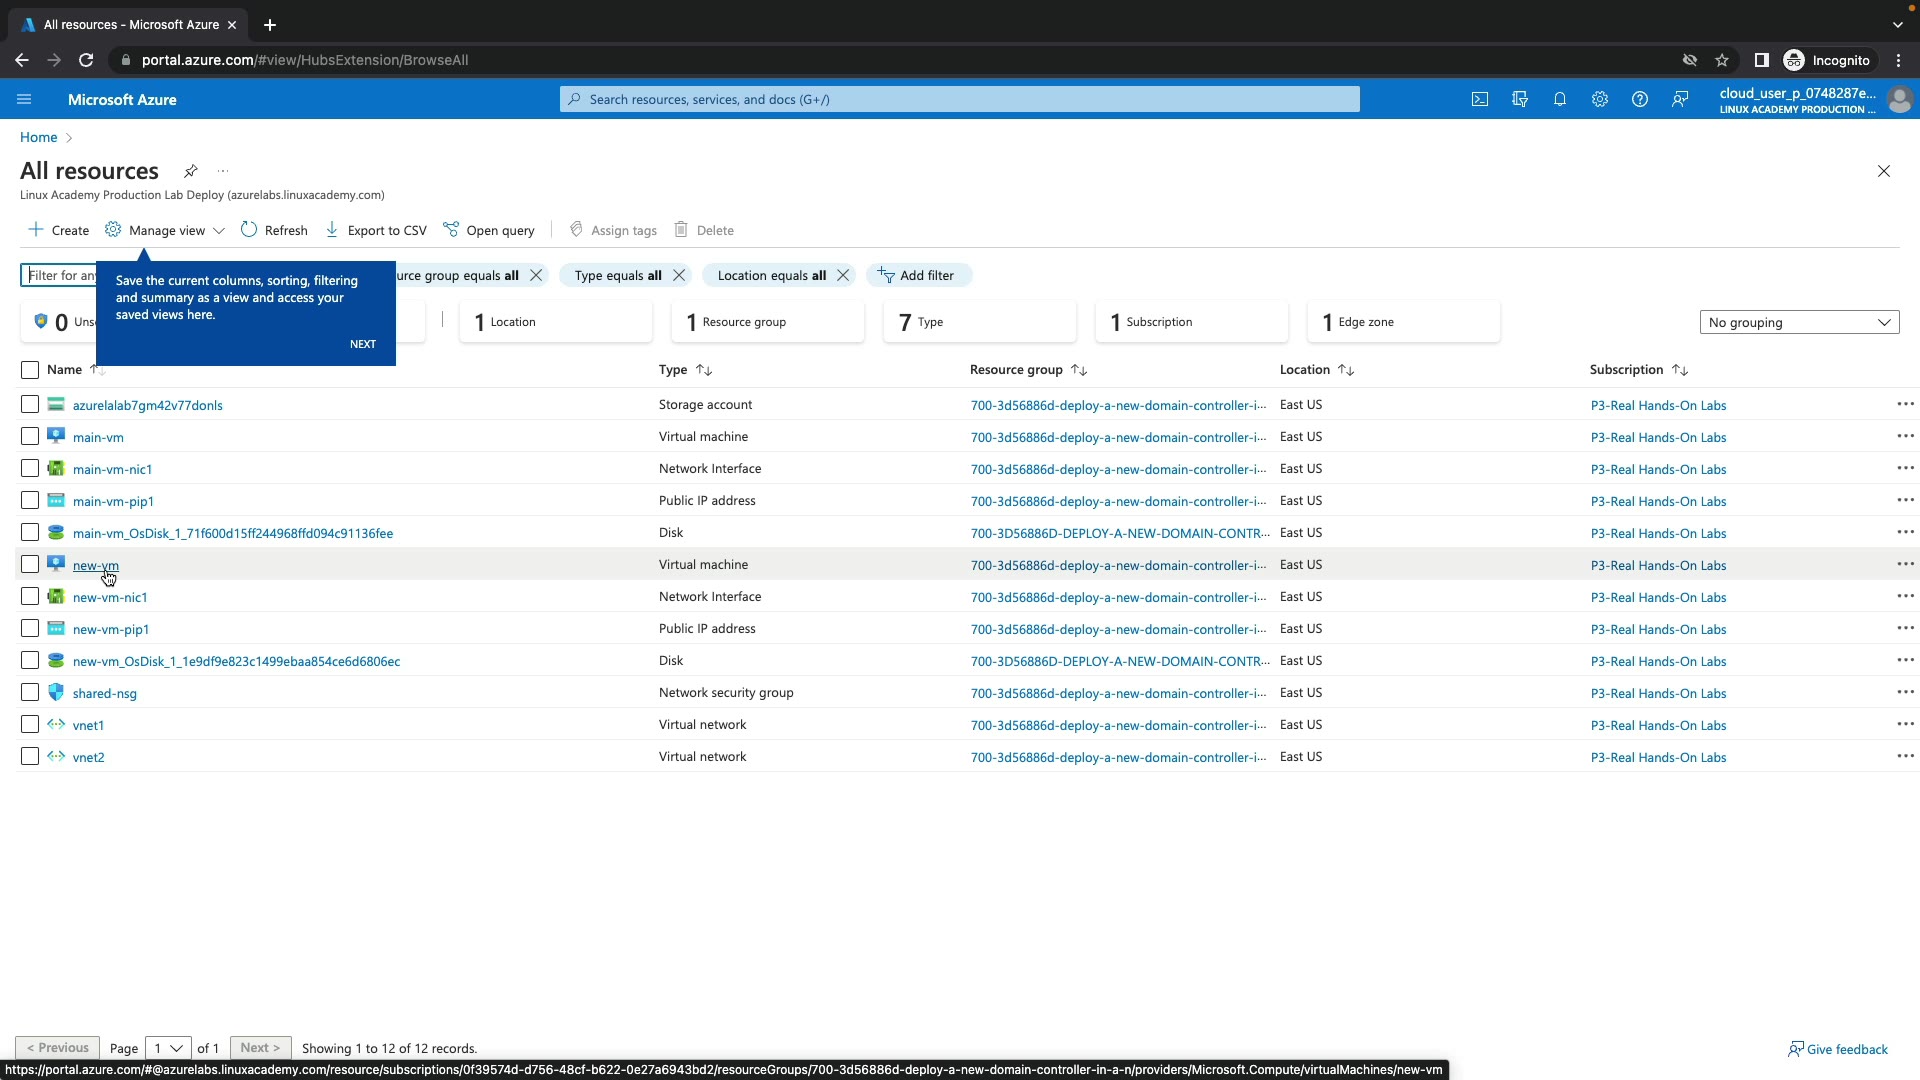 All resources - Microsoft Azure
portal.azure.com/#view/HubsExtension/BrowseAll
Incognito
Microsoft Azure
Search resources, services, and docs (G+/)
cloud_user_p_0748287e...
LINUX ACADEMY PRODUCTION ...
Home
All resources
Linux Academy Production Lab Deploy (azurelabs.linuxacademy.com)
Create Manage view Refresh Export to CSV Open query Assign tags Delete
Filter for any
urce group equals all Type equals all Location equals all Add filter
Save the current columns, sorting, filtering
and summary as a view and access your
saved views here.
NEXT
0 Unse
1 Location 1 Resource group 7 Type 1 Subscription 1 Edge zone No grouping
Name Type Resource group Location Subscription
azurelalab7gm42v77donls Storage account 700-3d56886d-deploy-a-new-domain-controller-i... East US P3-Real Hands-On Labs
main-vm Virtual machine 700-3d56886d-deploy-a-new-domain-controller-i... East US P3-Real Hands-On Labs
main-vm-nic1 Network Interface 700-3d56886d-deploy-a-new-domain-controller-i... East US P3-Real Hands-On Labs
main-vm-pip1 Public IP address 700-3d56886d-deploy-a-new-domain-controller-i... East US P3-Real Hands-On Labs
main-vm_OsDisk_1_71f600d15ff244968ffd094c91136fee Disk 700-3D56886D-DEPLOY-A-NEW-DOMAIN-CONTR... East US P3-Real Hands-On Labs
new-vm Virtual machine 700-3d56886d-deploy-a-new-domain-controller-i... East US P3-Real Hands-On Labs
new-vm-nic1 Network Interface 700-3d56886d-deploy-a-new-domain-controller-i... East US P3-Real Hands-On Labs
new-vm-pip1 Public IP address 700-3d56886d-deploy-a-new-domain-controller-i... East US P3-Real Hands-On Labs
new-vm_OsDisk_1_1e9df9e823c1499ebaa854ce6d6806ec Disk 700-3D56886D-DEPLOY-A-NEW-DOMAIN-CONTR... East US P3-Real Hands-On Labs
shared-nsg Network security group 700-3d56886d-deploy-a-new-domain-controller-i... East US P3-Real Hands-On Labs
vnet1 Virtual network 700-3d56886d-deploy-a-new-domain-controller-i... East US P3-Real Hands-On Labs
vnet2 Virtual network 700-3d56886d-deploy-a-new-domain-controller-i... East US P3-Real Hands-On Labs
< Previous Page 1 of 1 Next > Showing 1 to 12 of 12 records. Give feedback
https://portal.azure.com/#@azurelabs.linuxacademy.com/resource/subscriptions/0f39574d-d756-48cf-b622-0e27a6943bd2/resourceGroups/700-3d56886d-deploy-a-new-domain-controller-in-a-n/providers/Microsoft.Compute/virtualMachines/new-vm